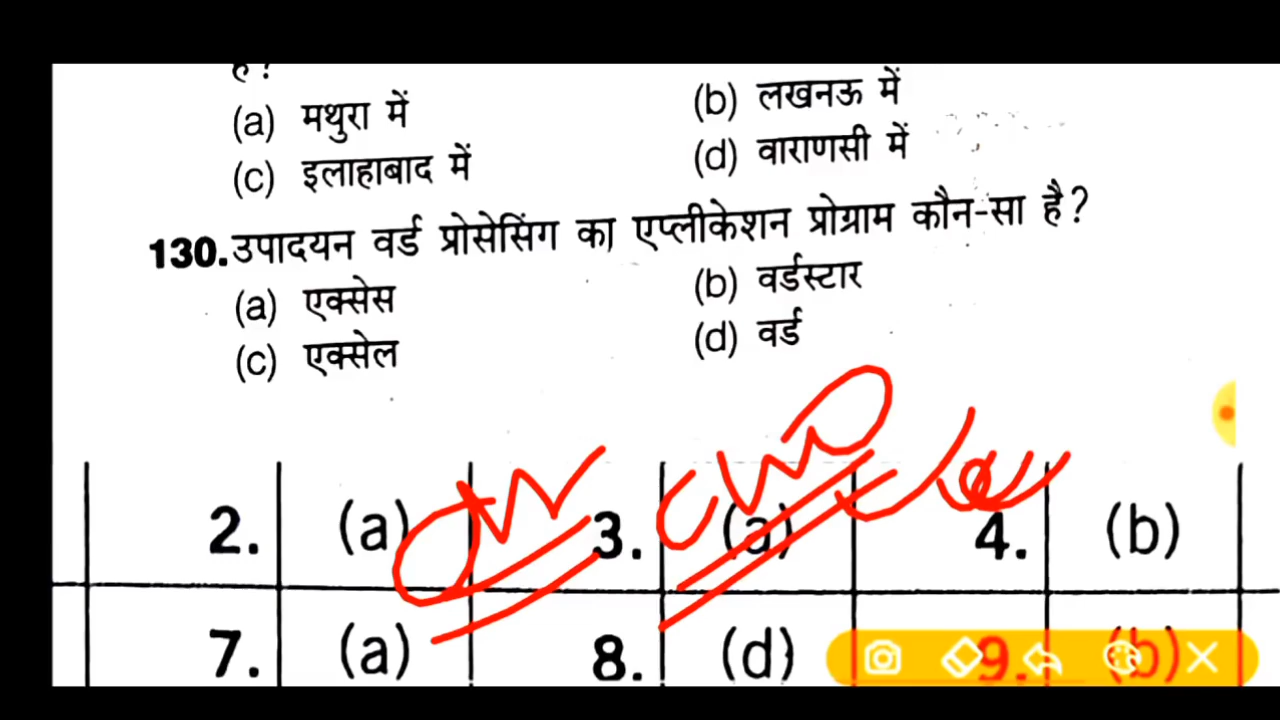 है?
(a) मथुरा में (b) लखनऊ में
(c) इलाहाबाद में (d) वाराणसी में
130. उपादयन वर्ड प्रोसेसिंग का एप्लीकेशन प्रोग्राम कौन-सा है?
(a) एक्सेस (b) वर्डस्टार
(c) एक्सेल (d) वर्ड
2. (a) 3. (a) 4. (b)
7. (a) 8. (d) 9. (b)